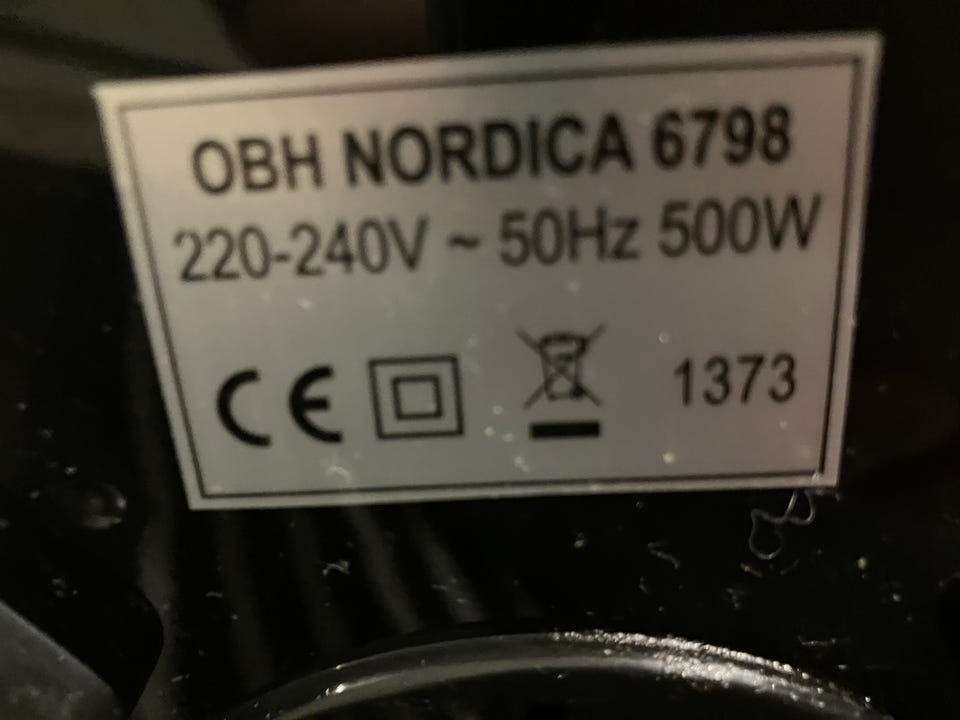 OBH NORDICA 6798
220-240V ~ 50Hz 500W
CE 1373